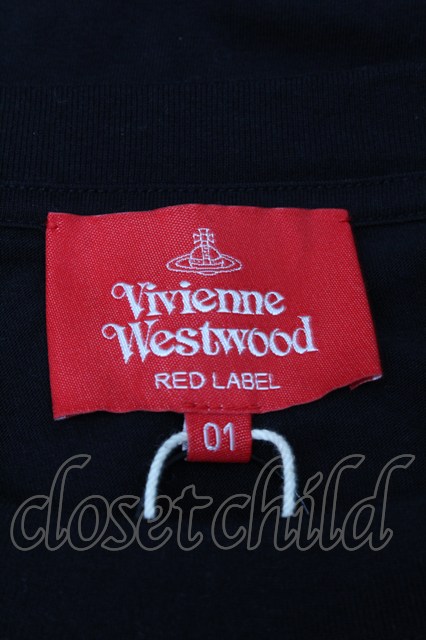 Vivienne
Westwood
RED LABEL
01
closetchild